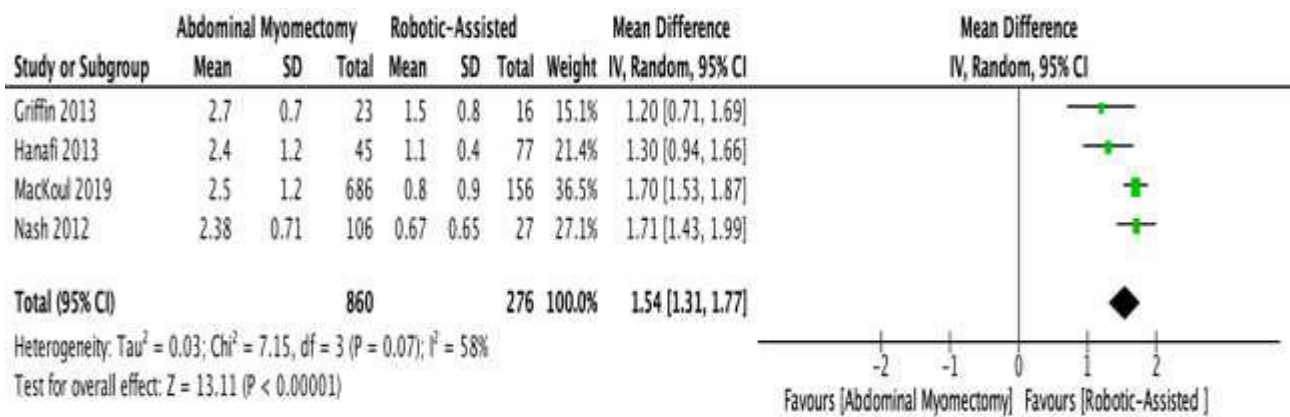 Abdominal Myomectomy Robotic-Assisted Mean Difference Mean Difference
Study or Subgroup Mean SD Total Mean SD Total Weight IV, Random, 95% CI IV, Random, 95% CI
Griffin 2013 2.7 0.7 23 1.5 0.8 16 15.1% 1.20 [0.71, 1.69]
Hanafi 2013 2.4 1.2 45 1.1 0.4 77 21.4% 1.30 [0.94, 1.66]
MacKoul 2019 2.5 1.2 686 0.8 0.9 156 36.5% 1.70 [1.53, 1.87]
Nash 2012 2.38 0.71 106 0.67 0.65 27 27.1% 1.71 [1.43, 1.99]
Total (95% CI) 860 276 100.0% 1.54 [1.31, 1.77]
Heterogeneity: Tau² = 0.03; Chi² = 7.15, df = 3 (P = 0.07); I² = 58%
Test for overall effect: Z = 13.11 (P < 0.00001)
-2 -1 0 1 2
Favours [Abdominal Myomectomy] Favours [Robotic-Assisted ]